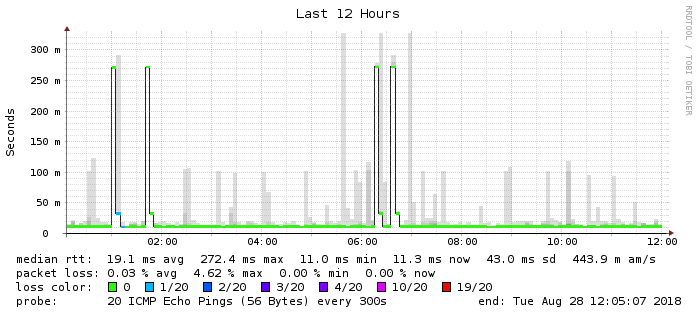 Last 12 Hours
RRDTOOL / TOBI OETIKER
Seconds
300 m
250 m
200 m
150 m
100 m
50 m
0
02:00 04:00 06:00 08:00 10:00 12:00
median rtt: 19.1 ms avg 272.4 ms max 11.0 ms min 11.3 ms now 43.0 ms sd 443.9 m am/s
packet loss: 0.03 % avg 4.62 % max 0.00 % min 0.00 % now
loss color: 0 1/20 2/20 3/20 4/20 10/20 19/20
probe: 20 ICMP Echo Pings (56 Bytes) every 300s end: Tue Aug 28 12:05:07 2018